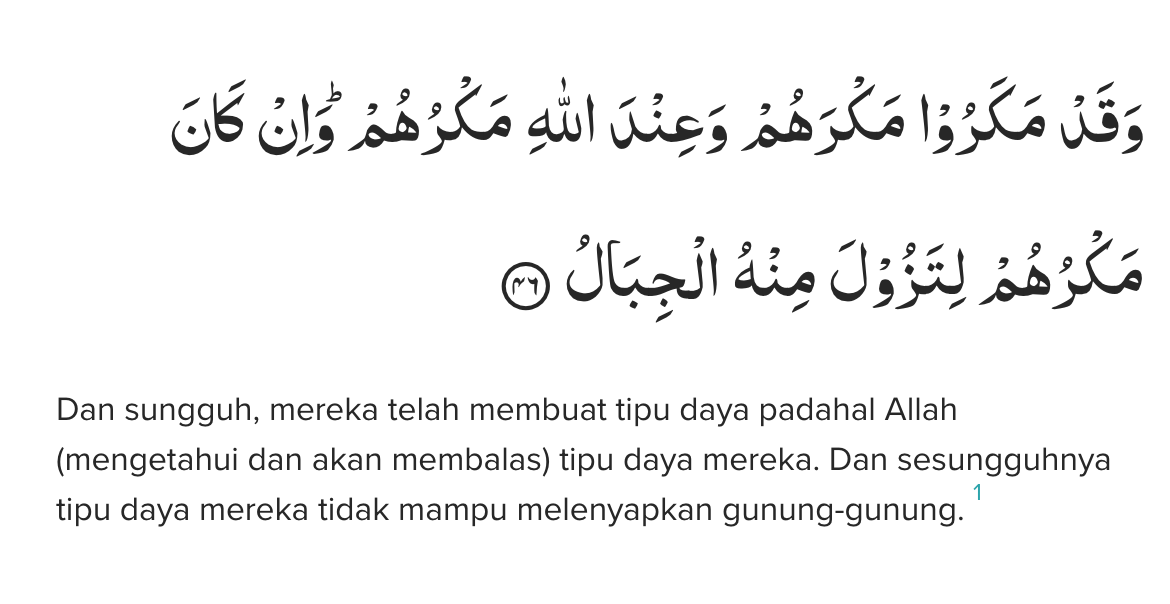 وَقَدْ مَكَرُوْا مَكْرَهُمْ وَعِنْدَ اللّٰهِ مَكْرُهُمْ ۗوَاِنْ كَانَ
مَكْرُهُمْ لِتَزُوْلَ مِنْهُ الْجِبَالُ ۝٤٦
Dan sungguh, mereka telah membuat tipu daya padahal Allah
(mengetahui dan akan membalas) tipu daya mereka. Dan sesungguhnya
tipu daya mereka tidak mampu melenyapkan gunung-gunung. 1